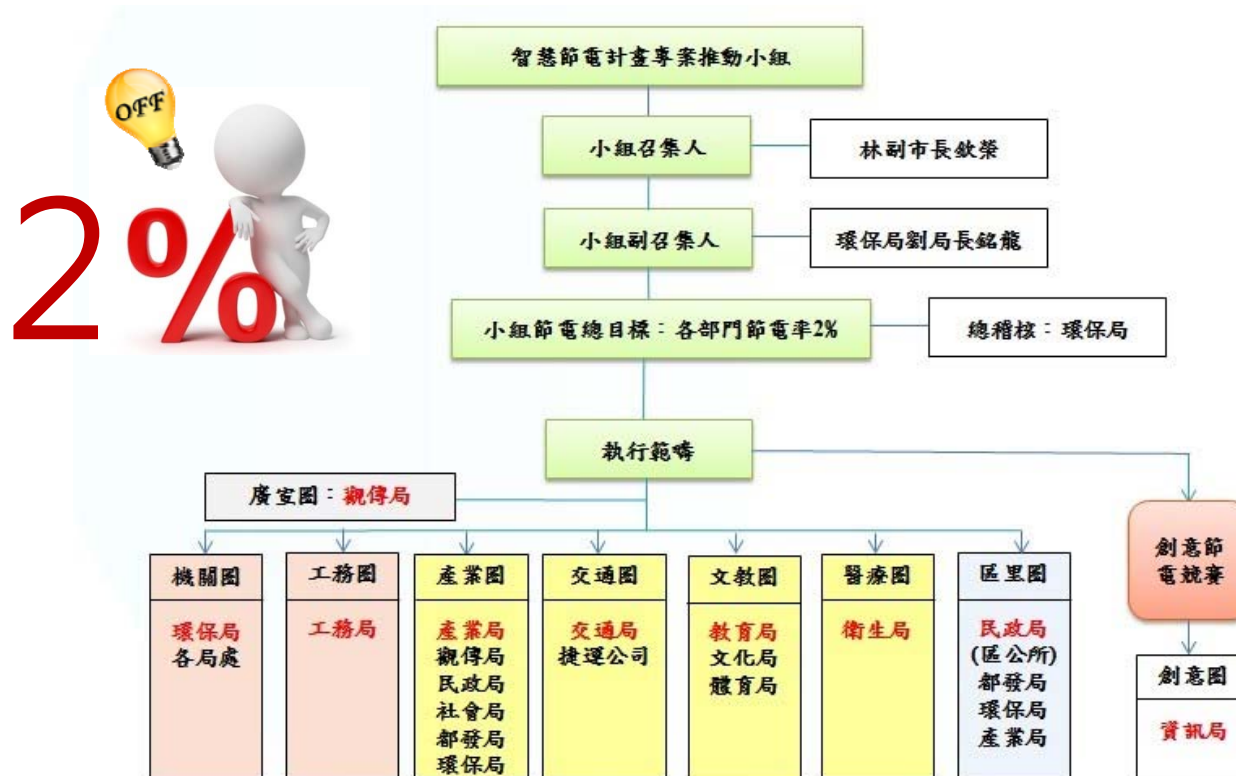 智慧節電計畫專案推動小組
OFF
2%
小組召集人
林副市長欽榮
小組副召集人
環保局劉局長銘龍
小組節電總目標：各部門節電率2%
總稽核：環保局
執行範疇
廣宣圈：觀傳局
機關圈
環保局
各局處
工務圈
工務局
產業圈
產業局
觀傳局
民政局
社會局
都發局
環保局
交通圈
交通局
捷運公司
文教圈
教育局
文化局
體育局
醫療圈
衛生局
區里圈
民政局
(區公所)
都發局
環保局
產業局
創意節
電競賽
創意圈
資訊局